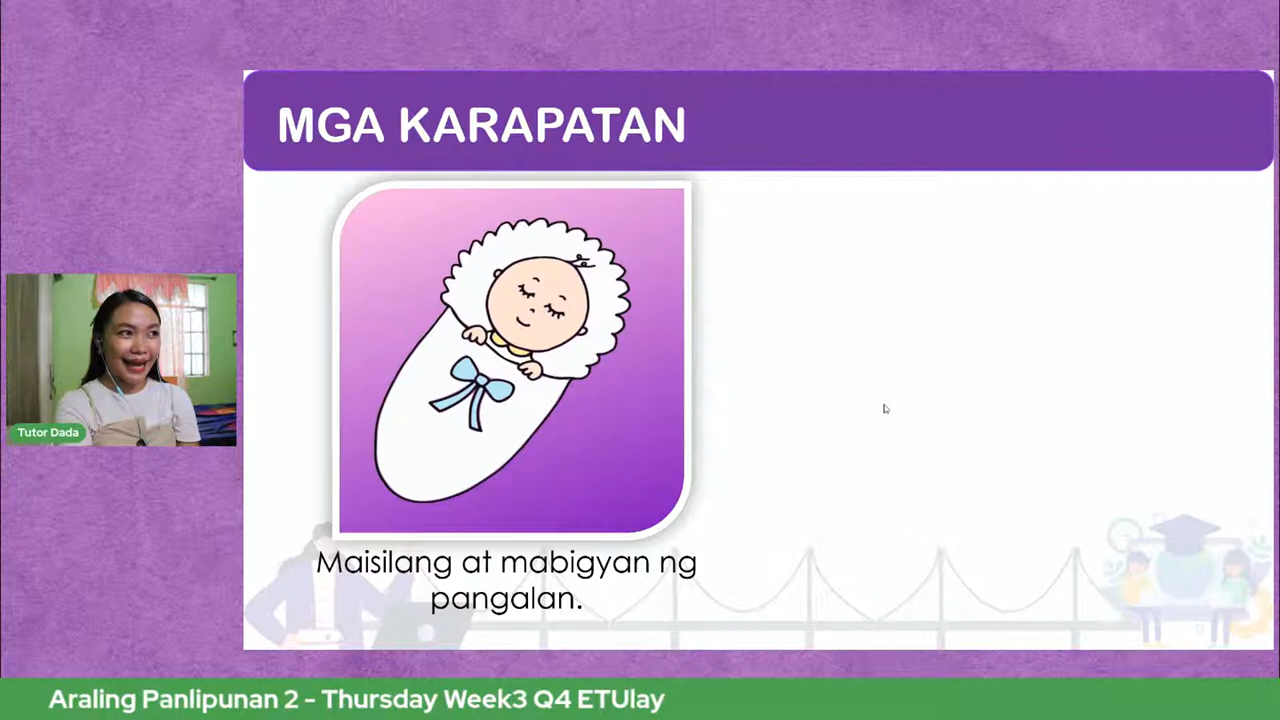 MGA KARAPATAN
Maisilang at mabigyan ng
pangalan.
Tutor Dada
Araling Panlipunan 2 - Thursday Week3 Q4 ETUlay